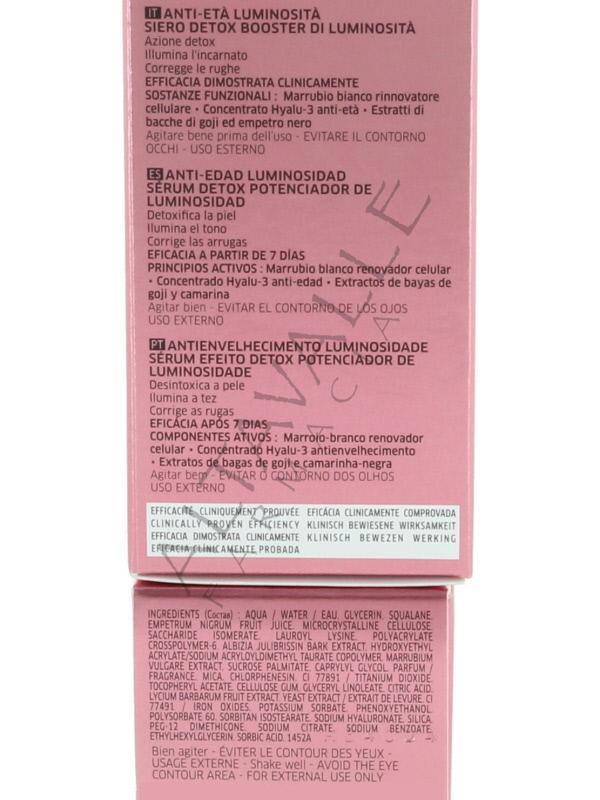 IT ANTI-ETÀ LUMINOSITÀ
SIERO DETOX BOOSTER DI LUMINOSITÀ
Azione detox
Illumina l'incarnato
Corregge le rughe
EFFICACIA DIMOSTRATA CLINICAMENTE
SOSTANZE FUNZIONALI : Marrubio bianco rinnovatore
cellulare • Concentrato Hyalu-3 anti-età • Estratti di
bacche di goji ed empetro nero
Agitare bene prima dell'uso - EVITARE IL CONTORNO
OCCHI - USO ESTERNO
ES ANTI-EDAD LUMINOSIDAD
SÉRUM DETOX POTENCIADOR DE
LUMINOSIDAD
Detoxifica la piel
Ilumina el tono
Corrige las arrugas
EFICACIA A PARTIR DE 7 DÍAS
PRINCIPIOS ACTIVOS : Marrubio blanco renovador celular
• Concentrado Hyalu-3 anti-edad • Extractos de bayas de
goji y camarina
Agitar bien - EVITAR EL CONTORNO DE LOS OJOS
USO EXTERNO
PT ANTIENVELHECIMENTO LUMINOSIDADE
SÉRUM EFEITO DETOX POTENCIADOR DE
LUMINOSIDADE
Desintoxica a pele
Ilumina a tez
Corrige as rugas
EFICÁCIA APÓS 7 DIAS
COMPONENTES ATIVOS : Marroio-branco renovador
celular • Concentrado Hyalu-3 antienvelhecimento
• Extratos de bagas de goji e camarinha-negra
Agitar bem - EVITAR O CONTORNO DOS OLHOS
USO EXTERNO
EFFICACITÉ CLINIQUEMENT PROUVÉE EFICÁCIA CLINICAMENTE COMPROVADA
CLINICALLY PROVEN EFFICIENCY KLINISCH BEWIESENE WIRKSAMKEIT
EFFICACIA DIMOSTRATA CLINICAMENTE KLINISCH BEWEZEN WERKING
EFICACIA CLÍNICAMENTE PROBADA
INGREDIENTS (Состав) : AQUA / WATER / EAU, GLYCERIN, SQUALANE,
EMPETRUM NIGRUM FRUIT JUICE, MICROCRYSTALLINE CELLULOSE,
SACCHARIDE ISOMERATE, LAUROYL LYSINE, POLYACRYLATE
CROSSPOLYMER-6, ALBIZIA JULIBRISSIN BARK EXTRACT, HYDROXYETHYL
ACRYLATE/SODIUM ACRYLOYLDIMETHYL TAURATE COPOLYMER, MARRUBIUM
VULGARE EXTRACT, SUCROSE PALMITATE, CAPRYLYL GLYCOL, PARFUM /
FRAGRANCE, MICA, CHLORPHENESIN, CI 77891 / TITANIUM DIOXIDE,
TOCOPHERYL ACETATE, CELLULOSE GUM, GLYCERYL LINOLEATE, CITRIC ACID,
LYCIUM BARBARUM FRUIT EXTRACT, YEAST EXTRACT / EXTRAIT DE LEVURE, CI
77491 / IRON OXIDES, POTASSIUM SORBATE, PHENOXYETHANOL,
POLYSORBATE 60, SORBITAN ISOSTEARATE, SODIUM HYALURONATE, SILICA,
PEG-12 DIMETHICONE, SODIUM CITRATE, SODIUM BENZOATE,
ETHYLHEXYLGLYCERIN, SORBIC ACID. 1452A
Bien agiter - ÉVITER LE CONTOUR DES YEUX -
USAGE EXTERNE - Shake well - AVOID THE EYE
CONTOUR AREA - FOR EXTERNAL USE ONLY
ALTAVALLE
FARMACIA